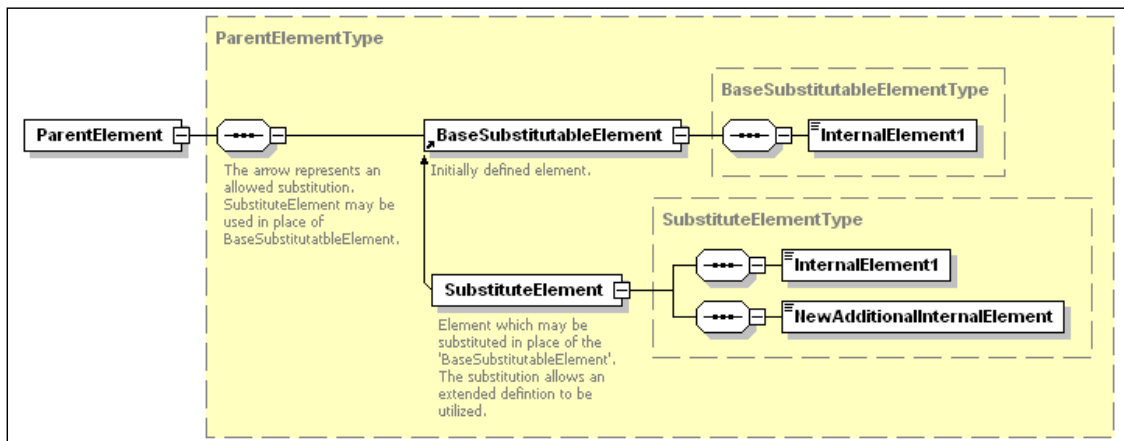 ParentElementType
BaseSubstitutableElementType
ParentElement
BaseSubstitutableElement
InternalElement1
The arrow represents an
allowed substitution.
SubstituteElement may be
used in place of
BaseSubstitutatbleElement.
Initially defined element.
SubstituteElementType
InternalElement1
SubstituteElement
NewAdditionalInternalElement
Element which may be
substituted in place of the
'BaseSubstitutableElement'.
The substitution allows an
extended defintion to be
utilized.